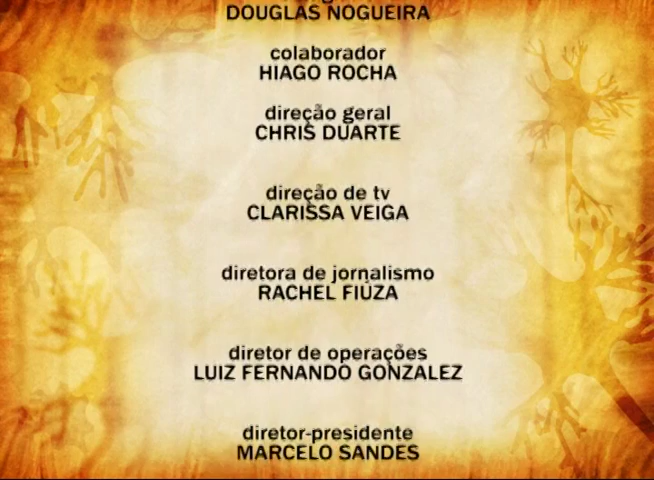 DOUGLAS NOGUEIRA
colaborador
HIAGO ROCHA
direção geral
CHRIS DUARTE
direção de tv
CLARISSA VEIGA
diretora de jornalismo
RACHEL FIUZA
diretor de operações
LUIZ FERNANDO GONZALEZ
diretor-presidente
MARCELO SANDES